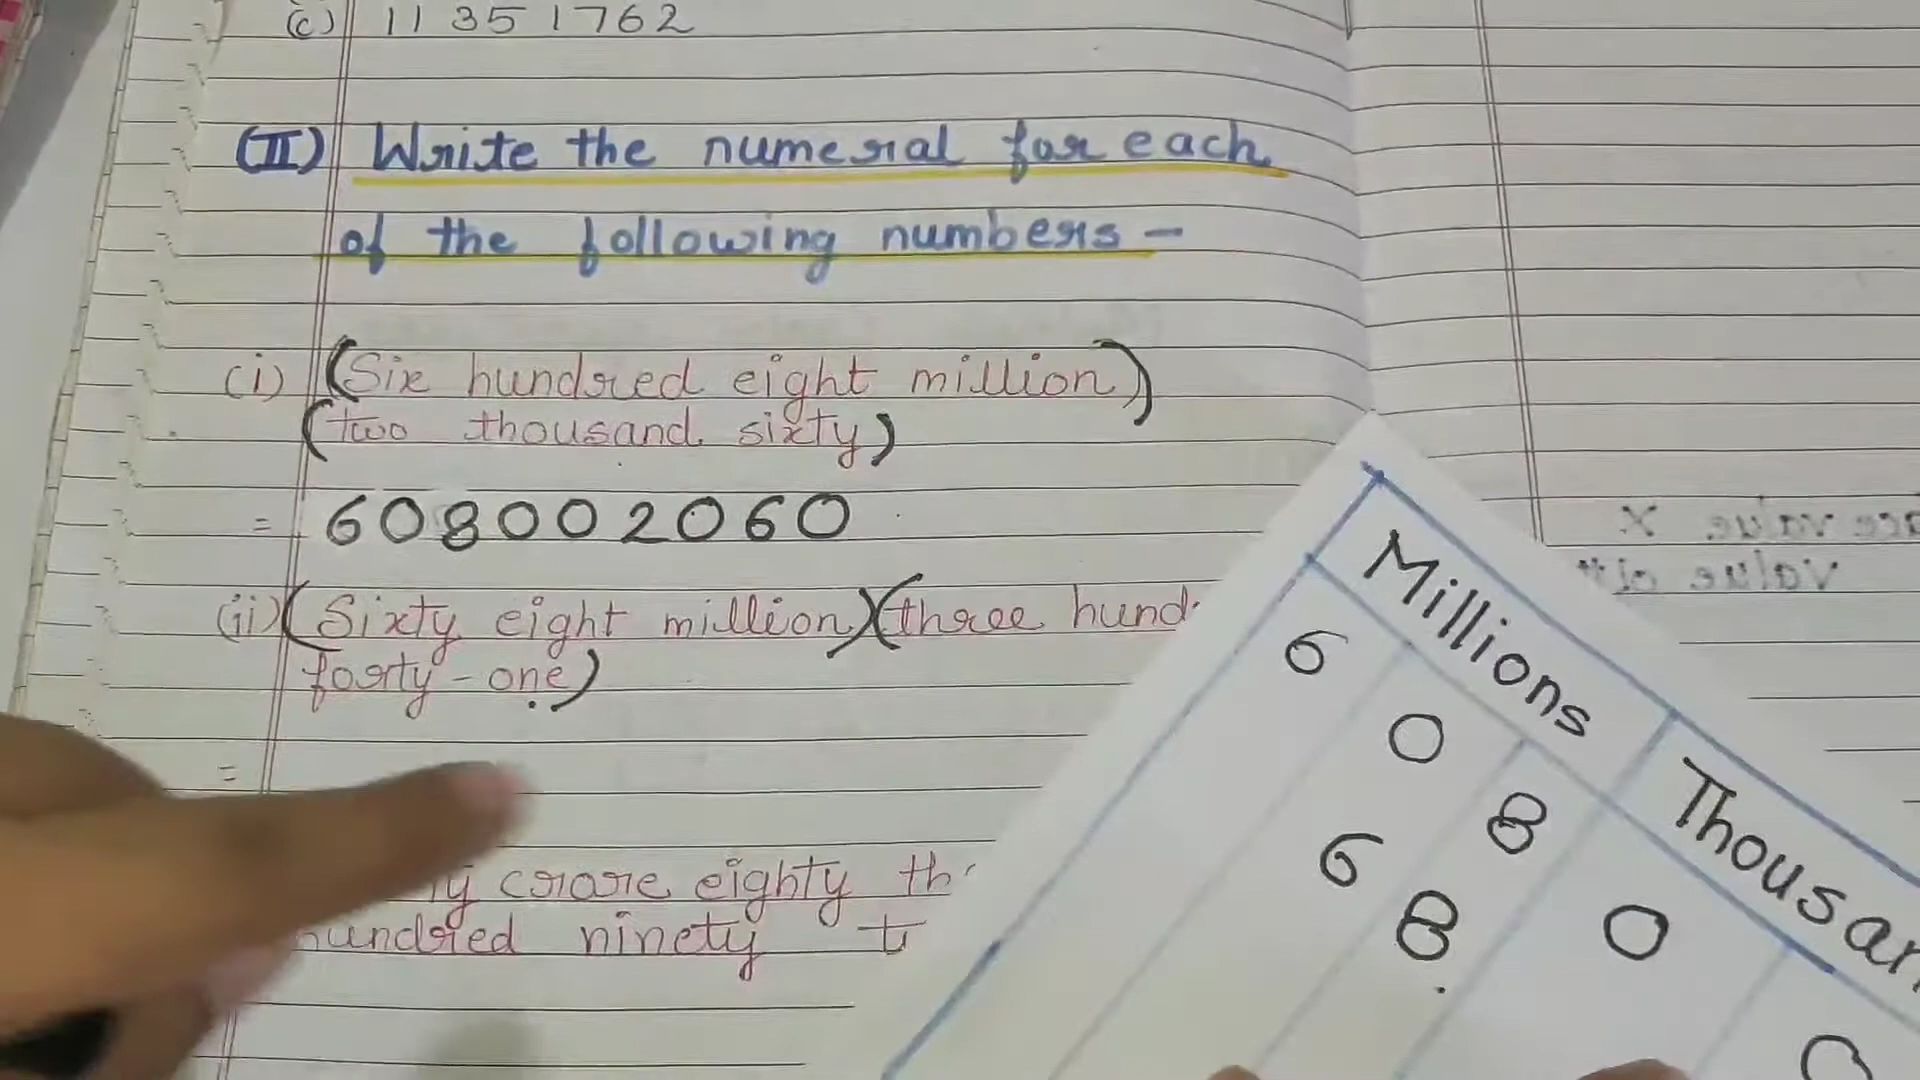 (c) 11 35 1762
(II) Write the numeral for each
of the following numbers -
(i) (Six hundred eight million)
(two thousand sixty)
= 608002060
(ii) (Sixty eight million) (three hund
forty-one)
=
crore eighty
hundred ninety
Millions
Thousan
6 0 8 0 0
6 8